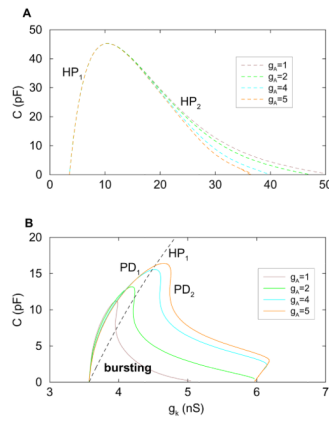 A
50
40
30
20
10
0
C (pF)
HP1
HP2
gA=1
gA=2
gA=4
gA=5
0 10 20 30 40 50
B
20
15
10
5
0
C (pF)
HP1
PD1
PD2
gA=1
gA=2
gA=4
gA=5
bursting
3 4 5 6 7
gk (nS)